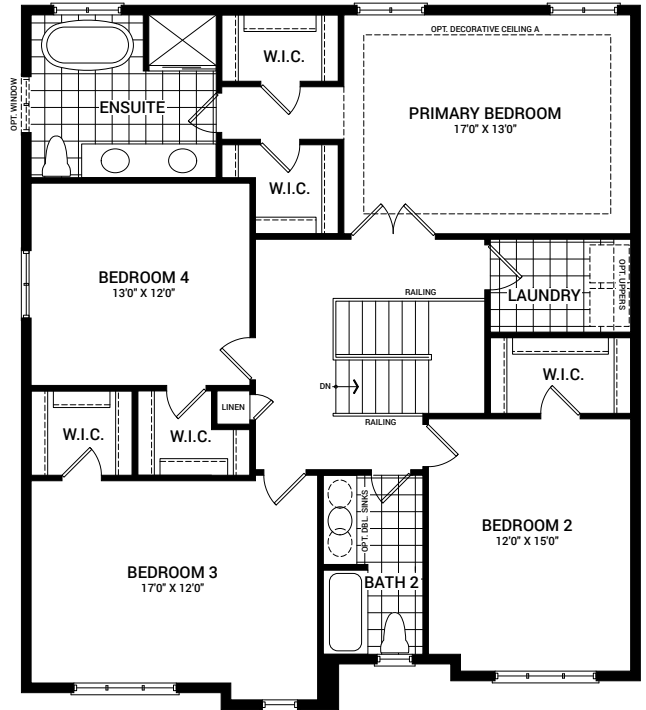 OPT. DECORATIVE CEILING A
W.I.C.
OPT. WINDOW
ENSUITE
PRIMARY BEDROOM
17'0" X 13'0"
W.I.C.
BEDROOM 4
13'0" X 12'0"
RAILING
LAUNDRY
OPT. UPPERS
W.I.C.
DN
LINEN
RAILING
W.I.C.
W.I.C.
OPT. DBL. SINKS
BEDROOM 2
12'0" X 15'0"
BEDROOM 3
17'0" X 12'0"
BATH 2